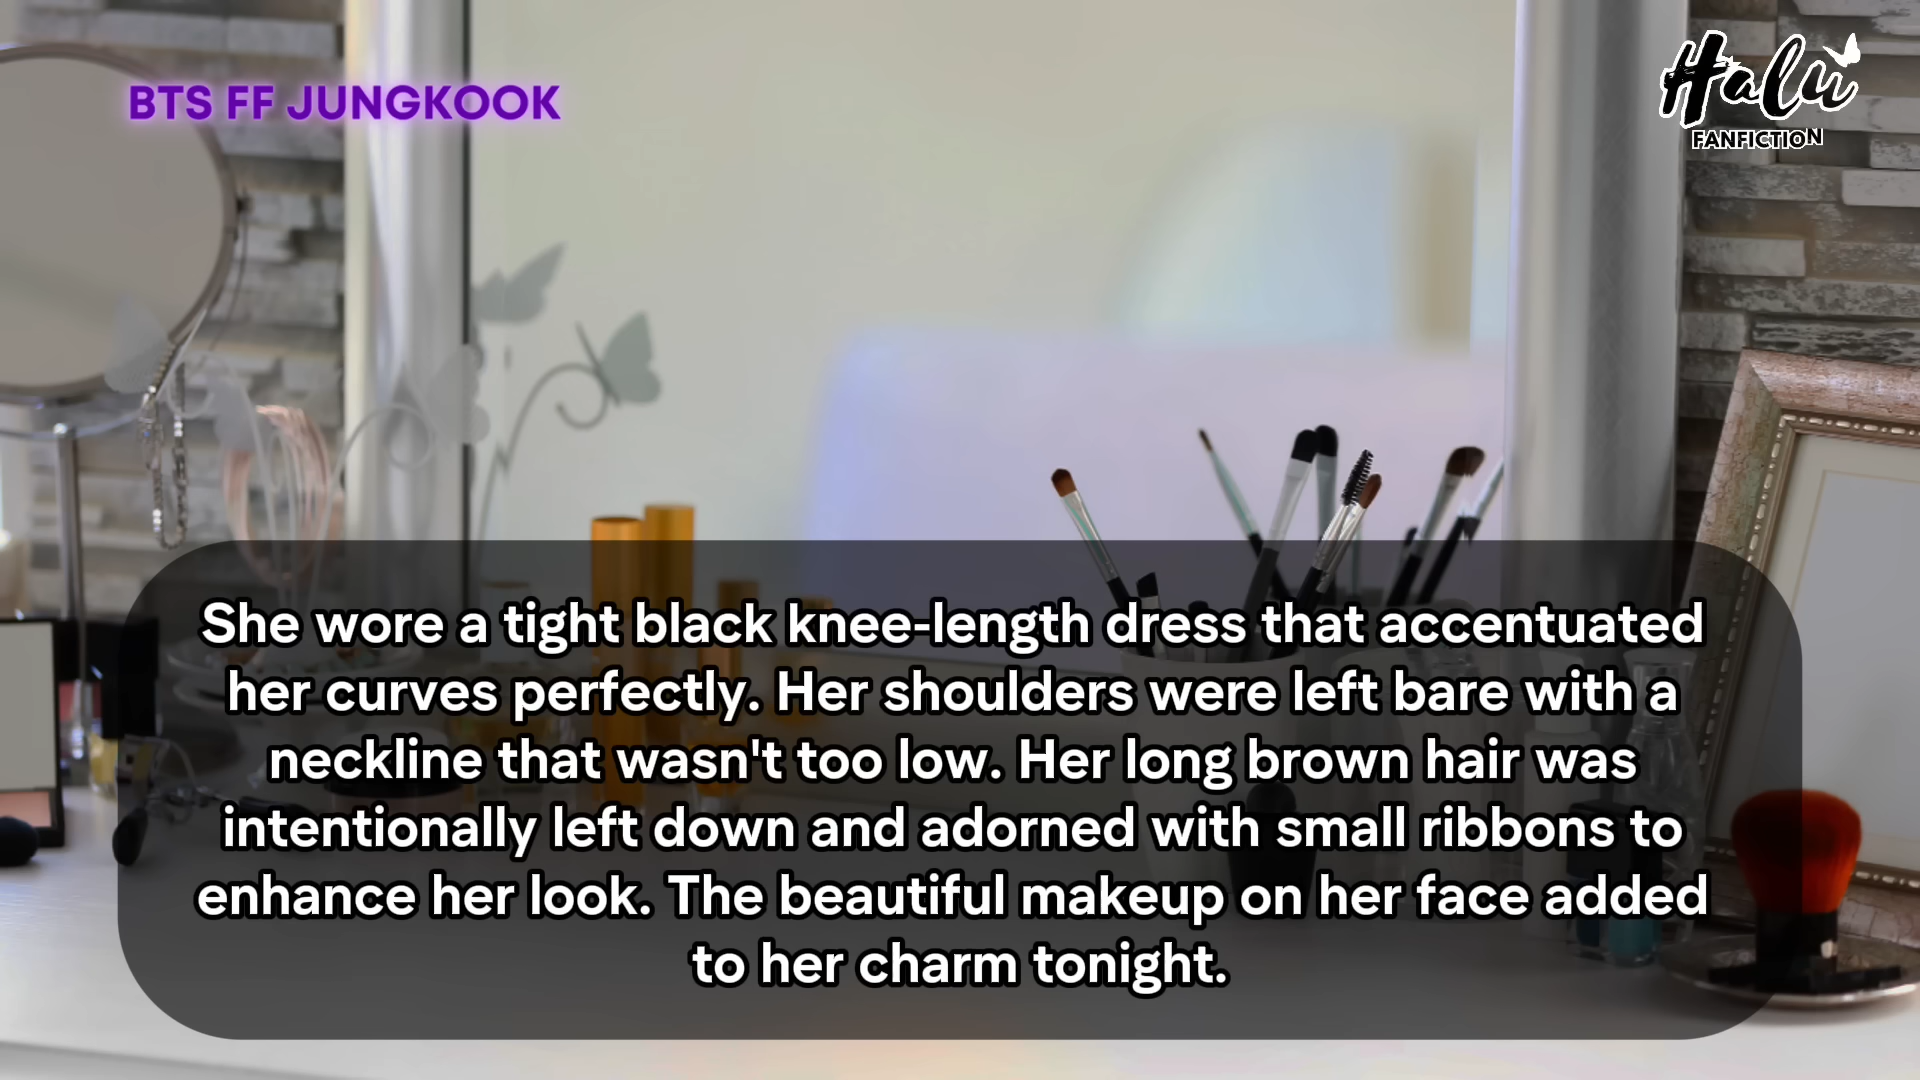 BTS FF JUNGKOOK
Halu
FANFICTION
She wore a tight black knee-length dress that accentuated
her curves perfectly. Her shoulders were left bare with a
neckline that wasn't too low. Her long brown hair was
intentionally left down and adorned with small ribbons to
enhance her look. The beautiful makeup on her face added
to her charm tonight.